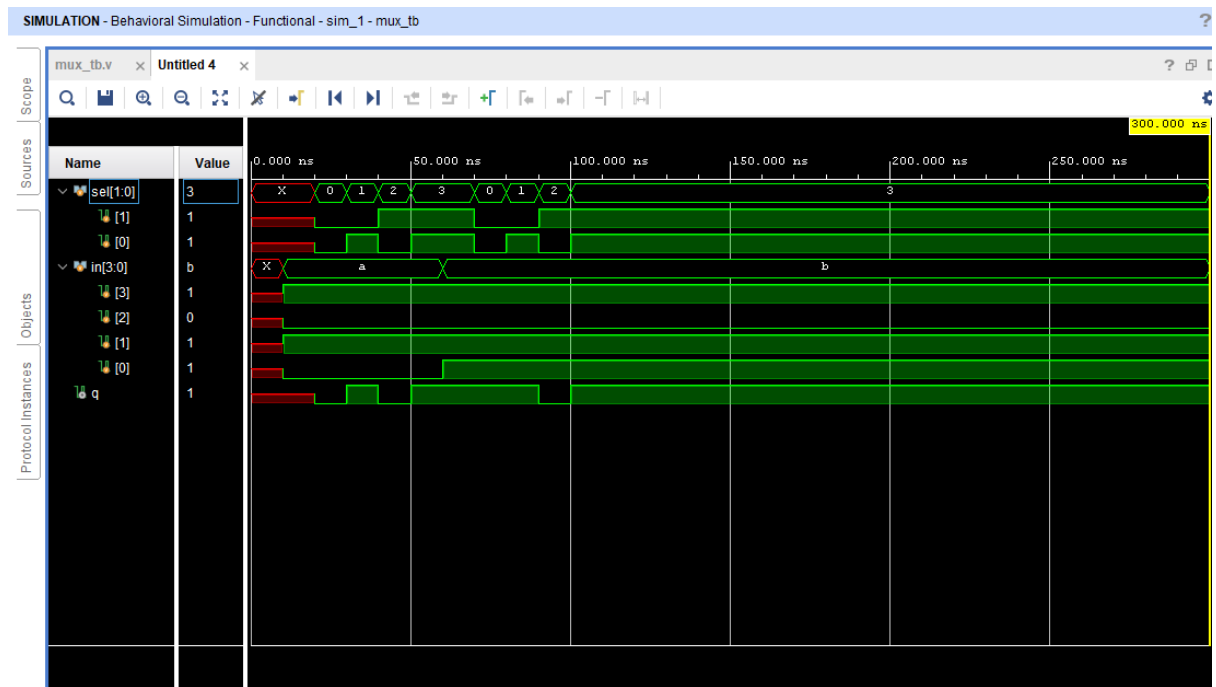 SIMULATION - Behavioral Simulation - Functional - sim_1 - mux_tb ?
mux_tb.v × Untitled 4 × ?
Scope
Sources
Objects
Protocol Instances
300.000 ns
Name Value 0.000 ns 50.000 ns 100.000 ns 150.000 ns 200.000 ns 250.000 ns
sel[1:0] 3 X 0 1 2 3 0 1 2 3
[1] 1
[0] 1
in[3:0] b X a b
[3] 1
[2] 0
[1] 1
[0] 1
q 1